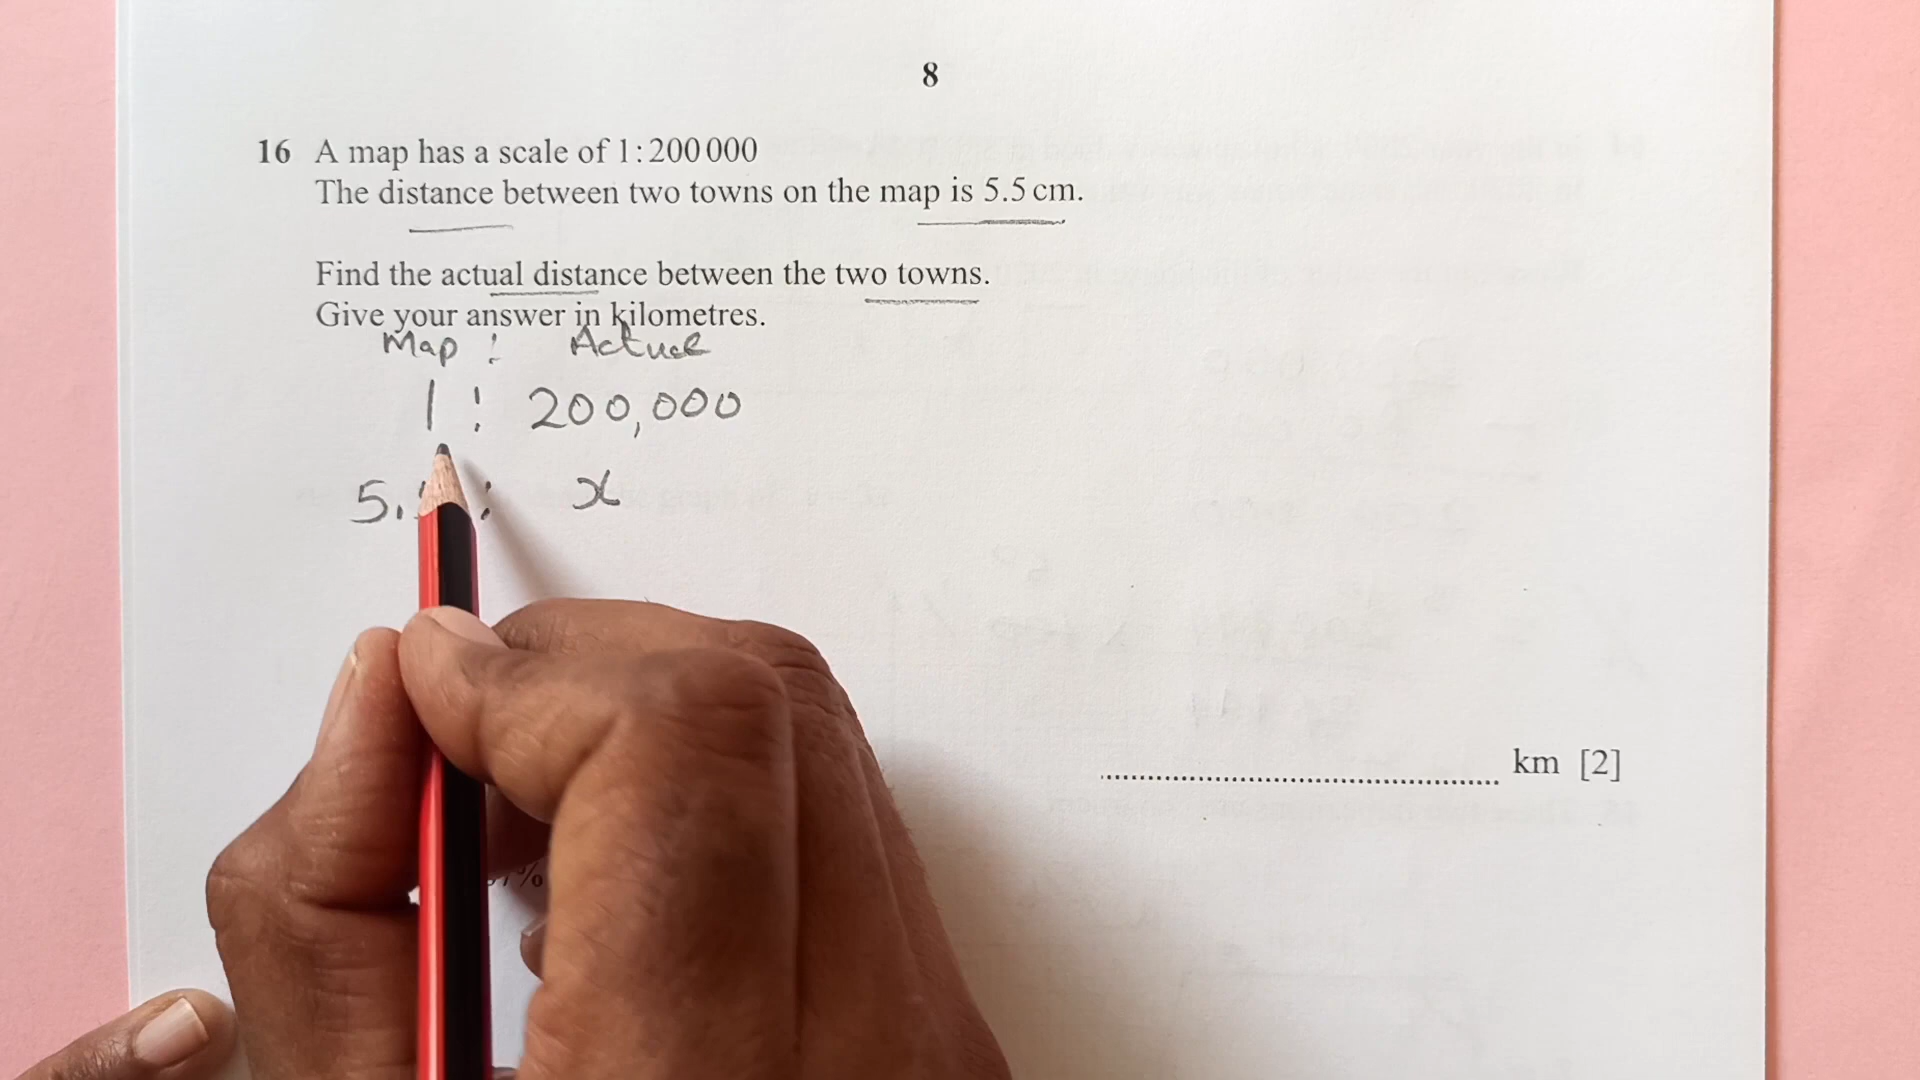 8
16 A map has a scale of 1:200 000
The distance between two towns on the map is 5.5 cm.
Find the actual distance between the two towns.
Give your answer in kilometres.
Map : Actual
1 : 200,000
5. : x
km [2]
%